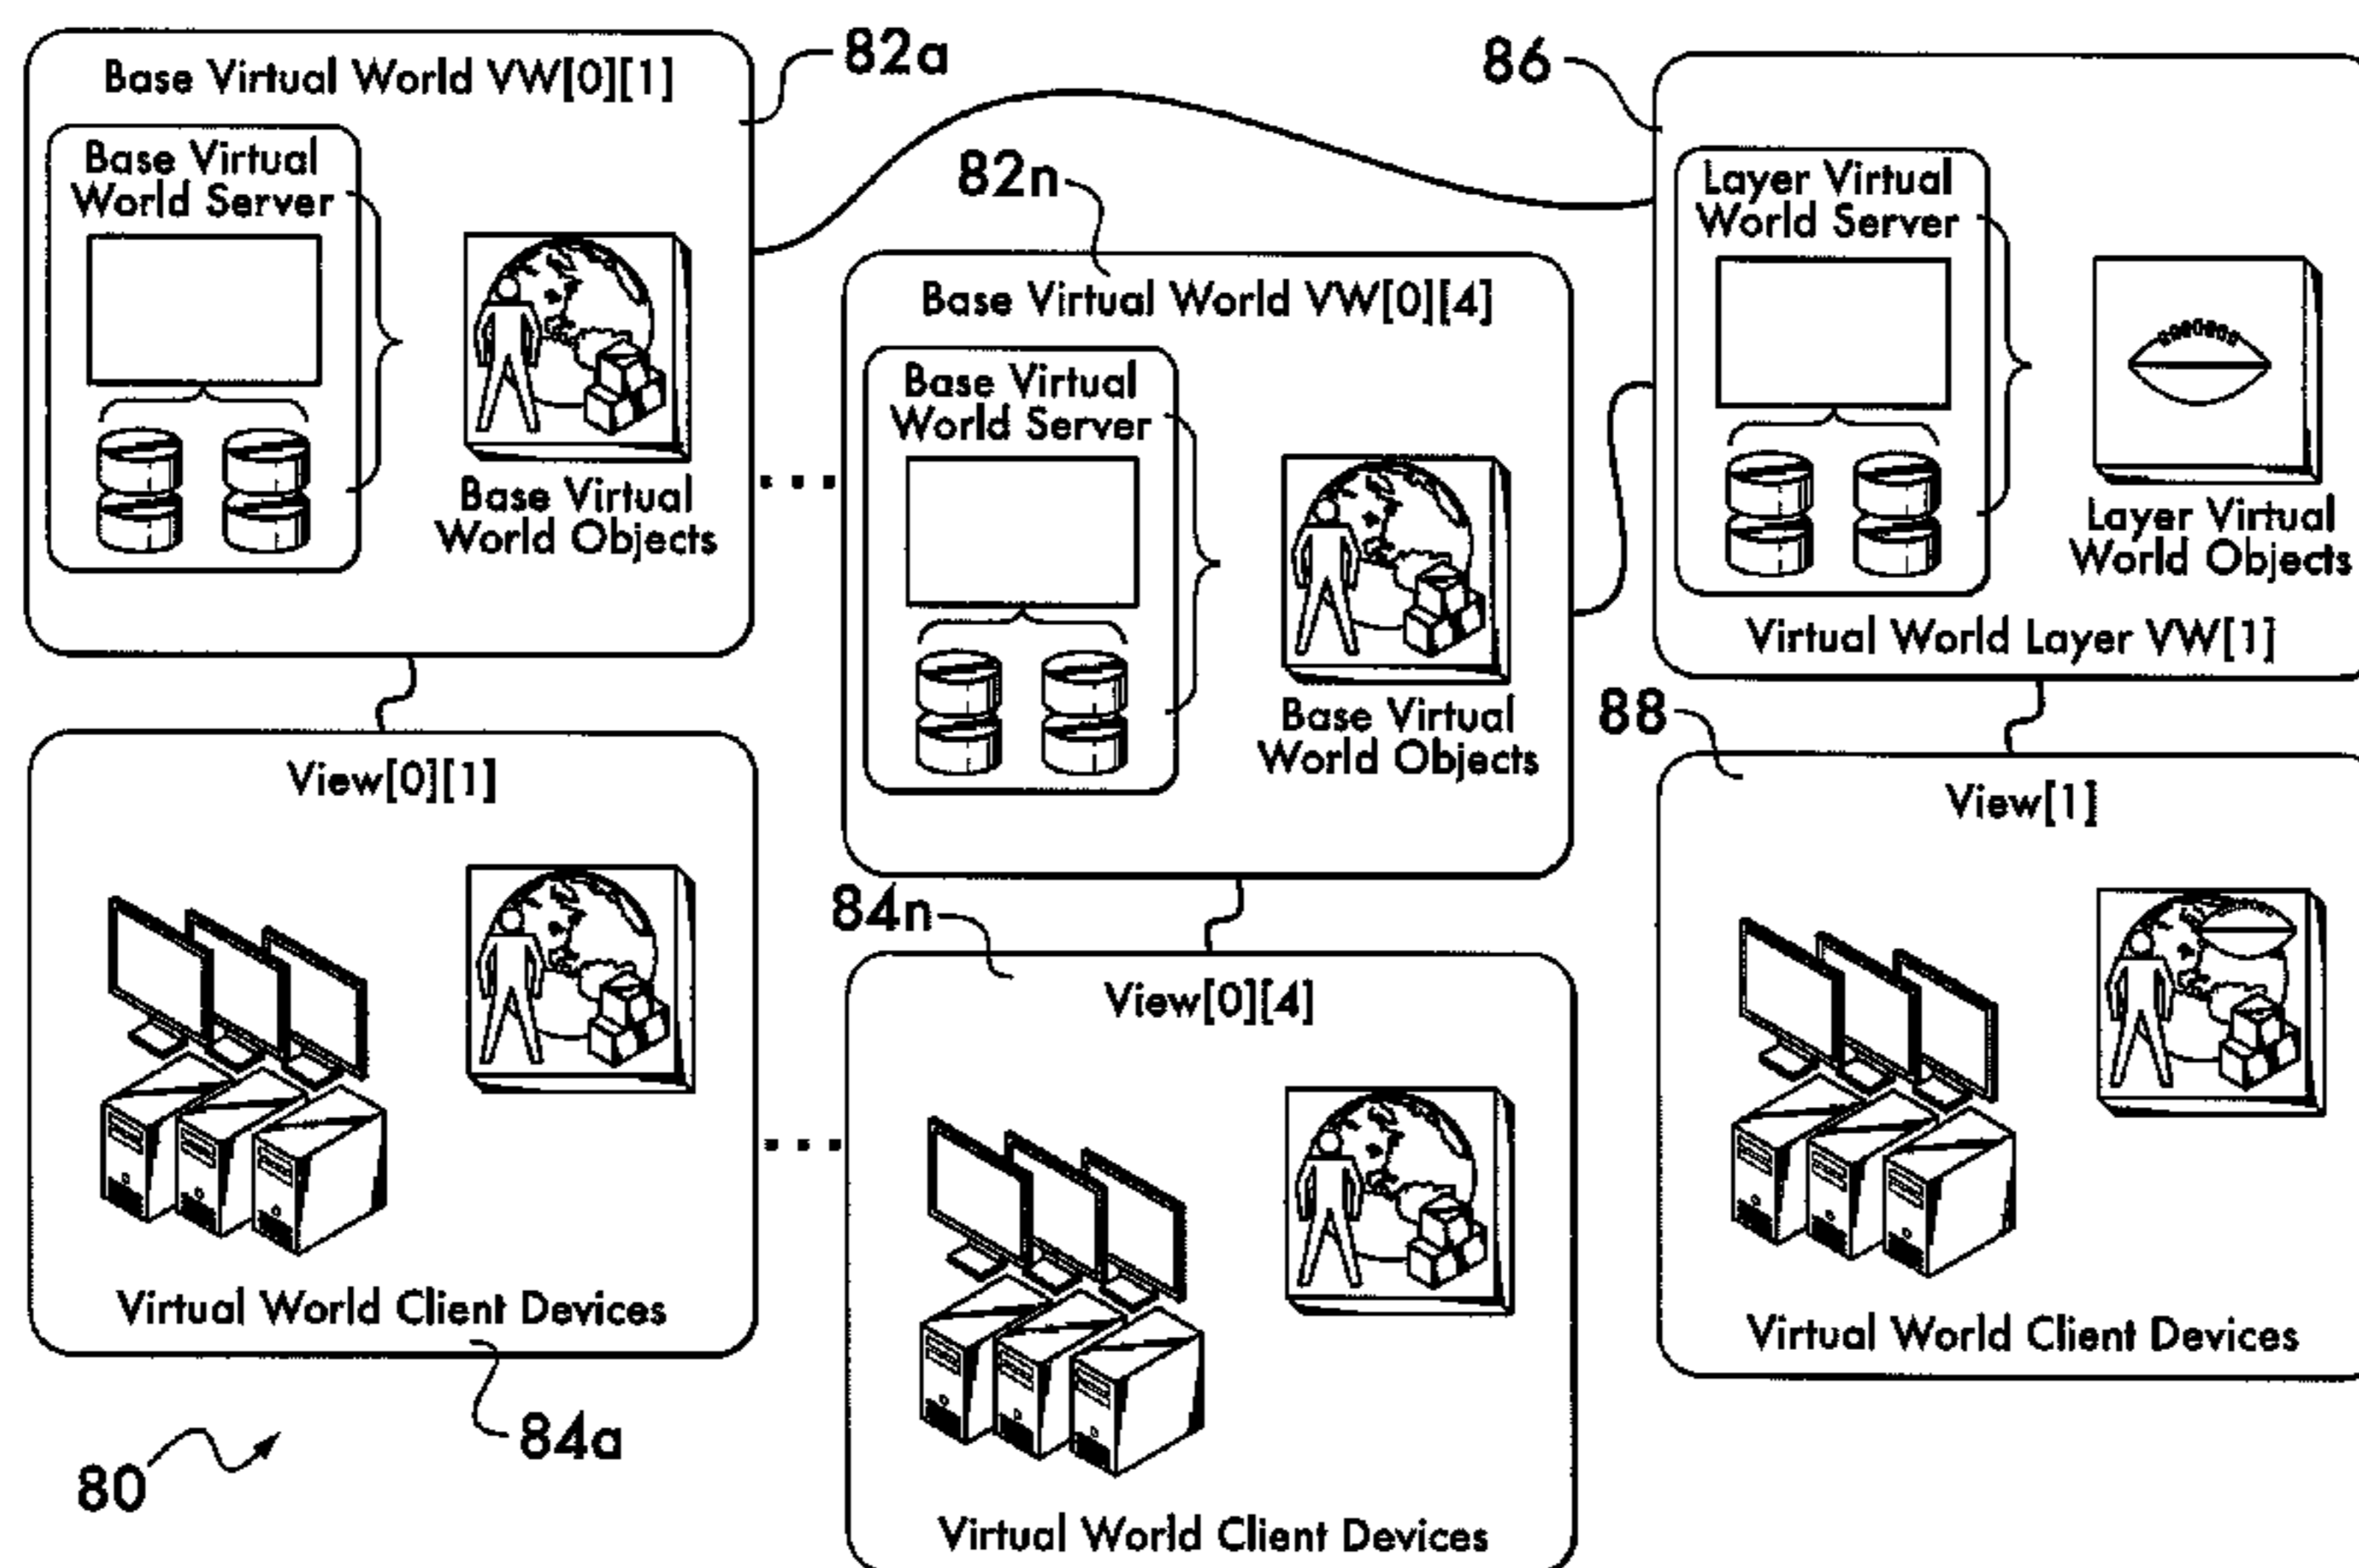 82a
Base Virtual World VW[0][1]
Base Virtual
World Server
Base Virtual
World Objects
82n
Base Virtual World VW[0][4]
Base Virtual
World Server
Base Virtual
World Objects
86
Layer Virtual
World Server
Layer Virtual
World Objects
Virtual World Layer VW[1]
View[0][1]
Virtual World Client Devices
84a
84n
View[0][4]
Virtual World Client Devices
88
View[1]
Virtual World Client Devices
80